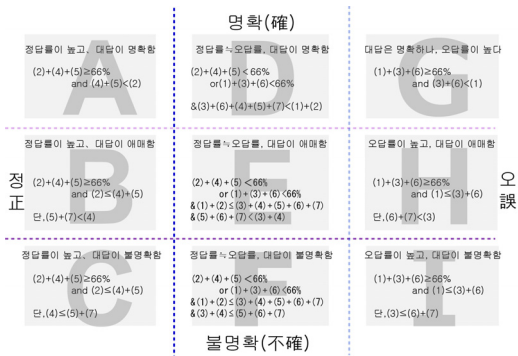 명확(確)
정답률이 높고, 대답이 명확함
(2)+(4)+(5)≥66%
and (4)+(5)<(2)
A
정답률≒오답률, 대답이 명확함
(2)+(4)+(5)<66%
or(1)+(3)+(6)<66%
&(3)+(6)+(4)+(5)+(7)<(1)+(2)
D
대답은 명확하나, 오답률이 높다
(1)+(3)+(6)≥66%
and (3)+(6)<(1)
G
정
正
정답률이 높고, 대답이 애매함
(2)+(4)+(5)≥66%
and (2)≤(4)+(5)
단,(5)+(7)<(4)
B
정답률≒오답률, 대답이 애매함
(2)+(4)+(5) <66%
or (1)+(3)+(6)<66%
&(1)+(2)≤(3)+(4)+(5)+(6)+(7)
&(5)+(6)+(7)<(3)+(4)
E
오답률이 높고, 대답이 애매함
(1)+(3)+(6)≥66%
and (1)≤(3)+(6)
단,(6)+(7)<(3)
H
오
誤
정답률이 높고, 대답이 불명확함
(2)+(4)+(5)≥66%
and (2)≤(4)+(5)
단,(4)≤(5)+(7)
C
정답률≒오답률, 대답이 불명확함
(2)+(4)+(5) <66%
or (1)+(3)+(6)<66%
&(1)+(2)≤(3)+(4)+(5)+(6)+(7)
&(3)+(4)≤(5)+(6)+(7)
F
오답률이 높고, 대답이 불명확함
(1)+(3)+(6)≥66%
and (1)≤(3)+(6)
단,(3)≤(6)+(7)
I
불명확(不確)